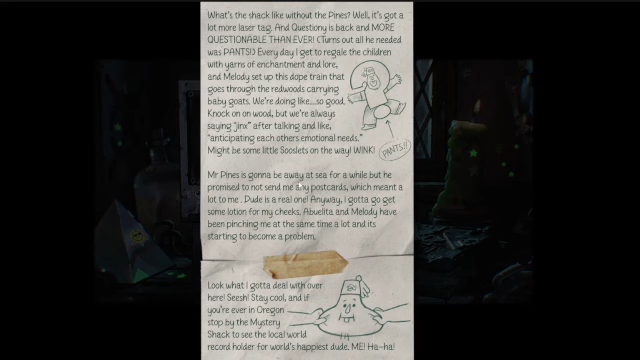 What's the shack like without the Pines? Well, it's got a
lot more laser tag. And Questiony is back and MORE
QUESTIONABLE THAN EVER! (Turns out all he needed
was PANTS!) Every day I get to regale the children
with yarns of enchantment and lore,
and Melody set up this dope train that
goes through the redwoods carrying
baby goats. We're doing like...so good.
Knock on on wood, but we're always
saying "jinx" after talking and like,
"anticipating each others emotional needs."
Might be some little Sooslets on the way! WINK!
PANTS!!
Mr Pines is gonna be away at sea for a while but he
promised to not send me any postcards, which meant a
lot to me. Dude is a real one! Anyway, I gotta go get
some lotion for my cheeks. Abuelita and Melody have
been pinching me at the same time a lot and its
starting to become a problem.
Look what I gotta deal with over
here! Seesh! Stay cool, and if
you're ever in Oregon
stop by the Mystery
Shack to see the local world
record holder for world's happiest dude. ME! Ha-ha!